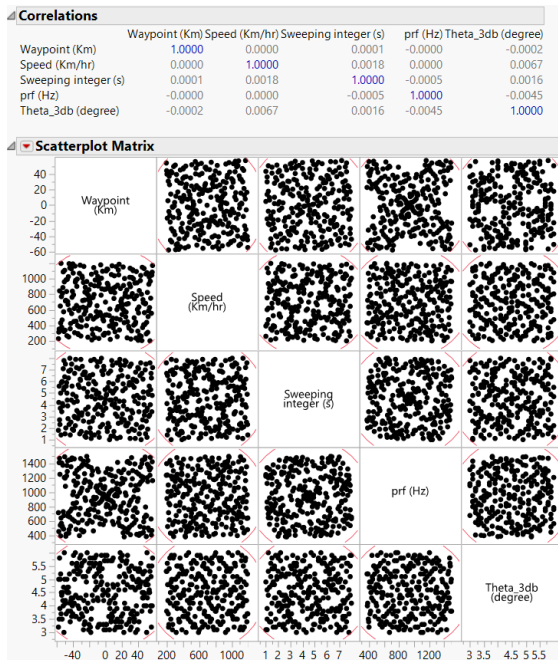 Correlations
Waypoint (Km) Speed (Km/hr) Sweeping integer (s) prf (Hz) Theta_3db (degree)
Waypoint (Km) 1.0000 0.0000 0.0001 -0.0000 -0.0002
Speed (Km/hr) 0.0000 1.0000 0.0018 0.0000 0.0067
Sweeping integer (s) 0.0001 0.0018 1.0000 -0.0005 0.0016
prf (Hz) -0.0000 0.0000 -0.0005 1.0000 -0.0045
Theta_3db (degree) -0.0002 0.0067 0.0016 -0.0045 1.0000
Scatterplot Matrix
40
20
0
-20
-40
-60
Waypoint
(Km)
1000
800
600
400
200
Speed
(Km/hr)
7
6
5
4
3
2
1
Sweeping
integer (s)
1400
1200
1000
800
600
400
prf (Hz)
5.5
5
4.5
4
3.5
3
Theta_3db
(degree)
-40 0 20 40 200 600 1000 1 2 3 4 5 6 7 400 800 1200 3 3.5 4.5 5 5.5